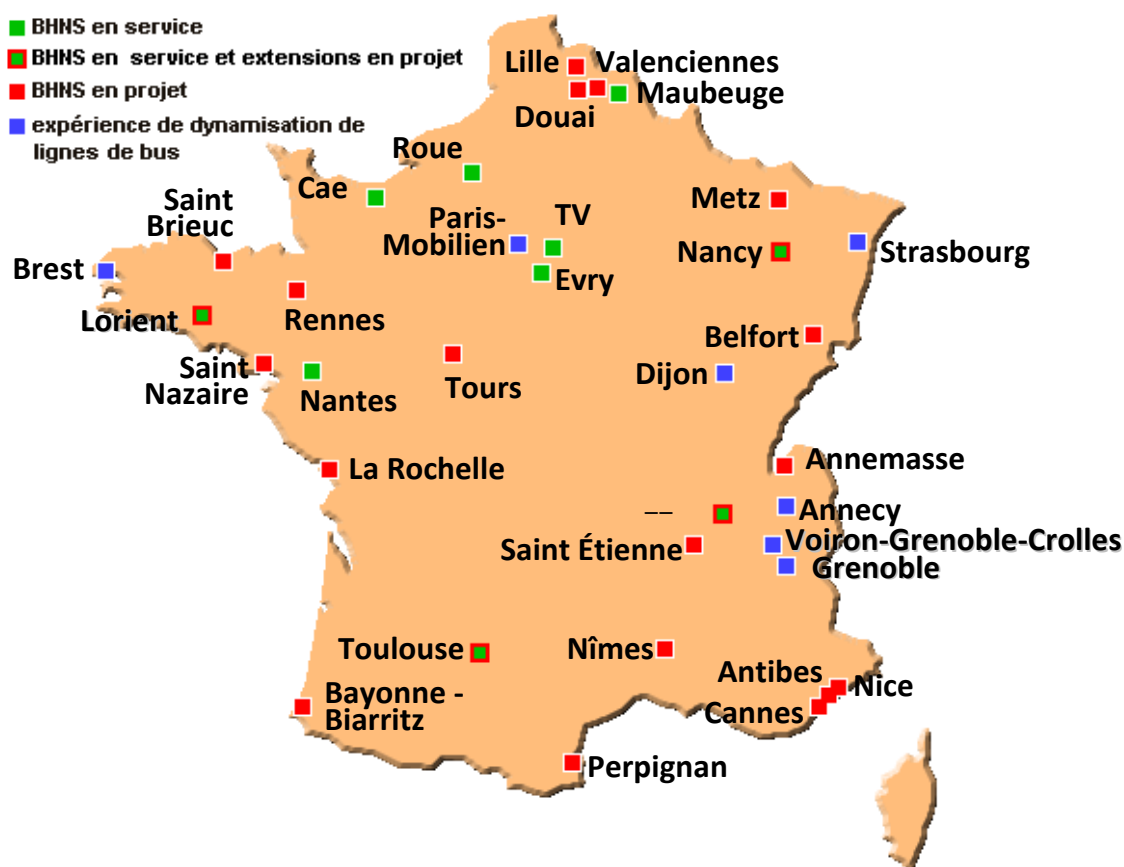 BHNS en service
BHNS en service et extensions en projet
BHNS en projet
expérience de dynamisation de
lignes de bus
Lille
Valenciennes
Maubeuge
Douai
Roue
Cae
Saint
Brieuc
Paris-
Mobilien
TV
Evry
Metz
Nancy
Strasbourg
Brest
Lorient
Rennes
Belfort
Saint
Nazaire
Nantes
Tours
Dijon
La Rochelle
Annemasse
Annecy
Saint Étienne
Voiron-Grenoble-Crolles
Grenoble
Toulouse
Nîmes
Antibes
Nice
Cannes
Bayonne -
Biarritz
Perpignan